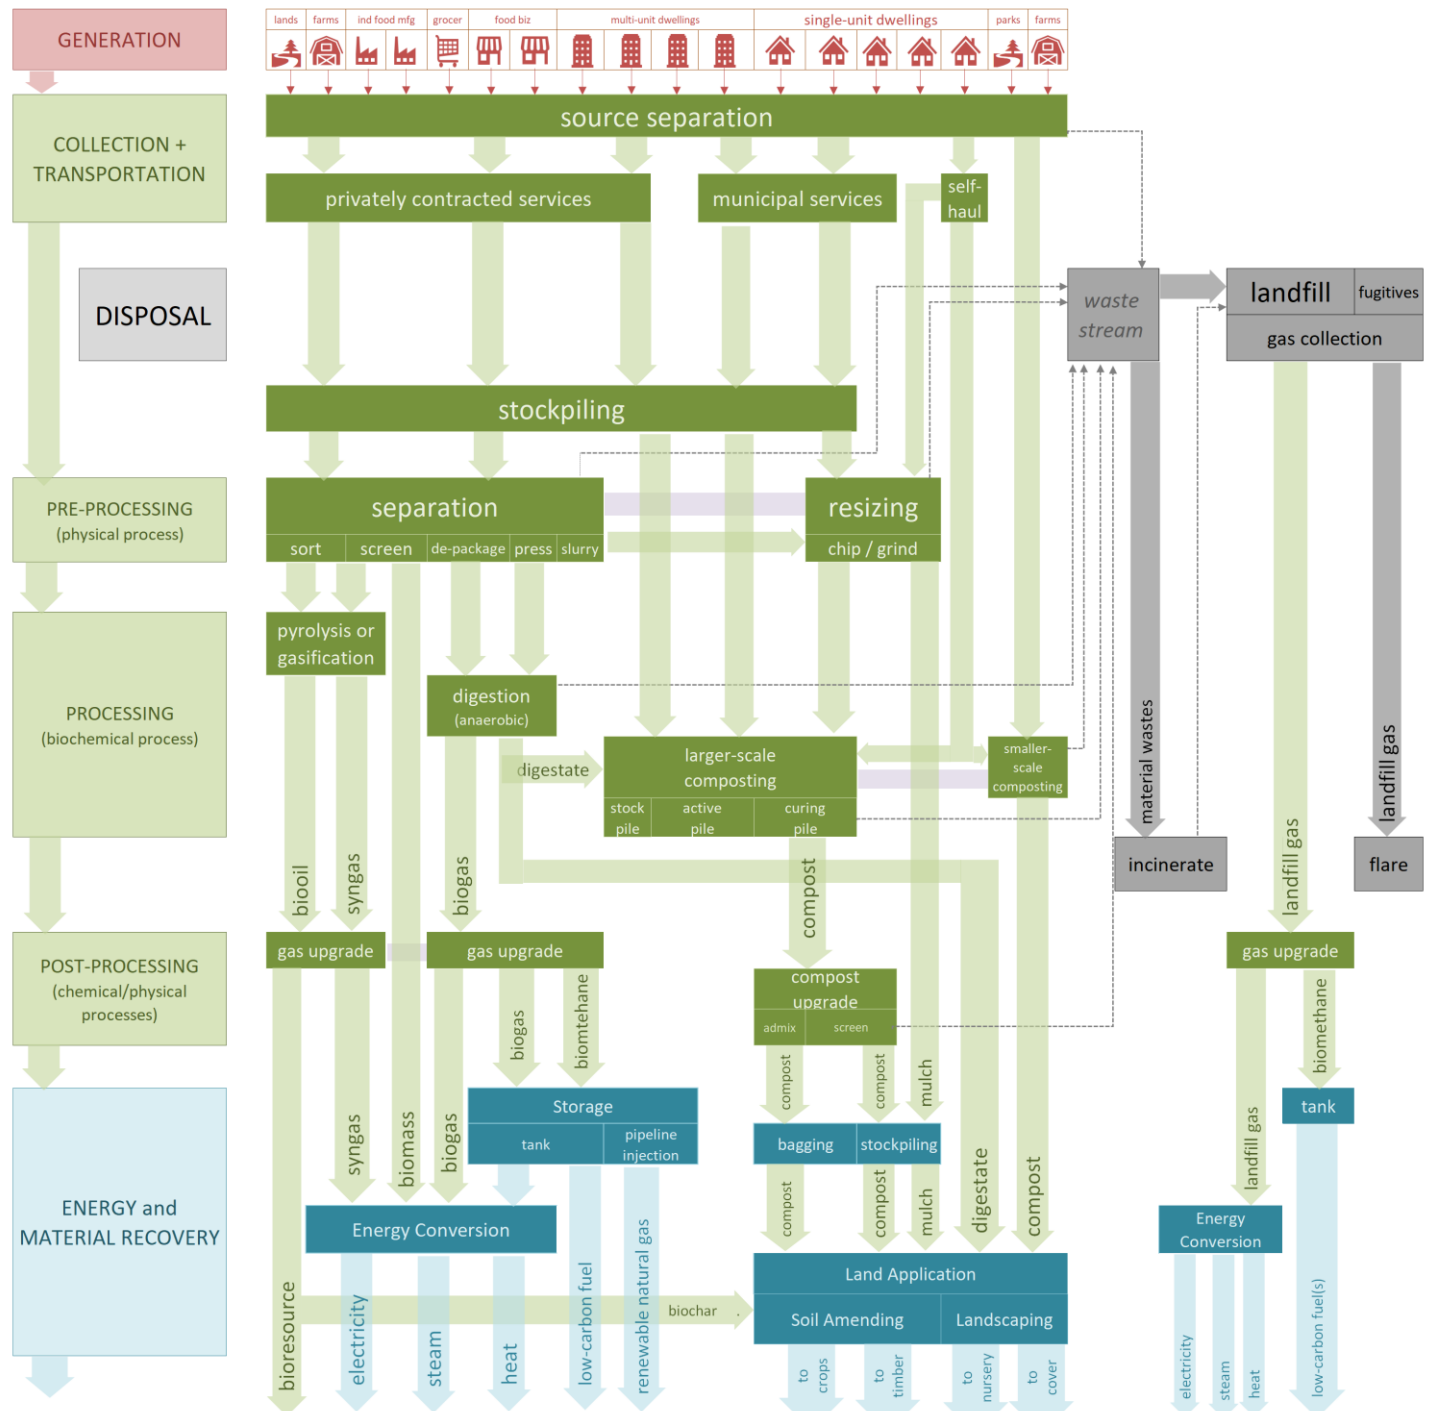 lands farms ind food mfg grocer food biz multi-unit dwellings single-unit dwellings parks farms
GENERATION
source separation
COLLECTION +
TRANSPORTATION
privately contracted services
municipal services
self-
haul
DISPOSAL
waste
stream
landfill
fugitives
gas collection
stockpiling
PRE-PROCESSING
(physical process)
separation
sort screen de-package press slurry
resizing
chip / grind
PROCESSING
(biochemical process)
pyrolysis or
gasification
digestion
(anaerobic)
digestate
larger-scale
composting
stock
pile
active
pile
curing
pile
smaller-
scale
composting
material wastes
landfill gas
landfill gas
incinerate
flare
biooil
syngas
biogas
compost
POST-PROCESSING
(chemical/physical
processes)
gas upgrade
gas upgrade
compost
upgrade
admix screen
gas upgrade
biogas
biomtehane
compost
compost
mulch
landfill gas
biomethane
ENERGY and
MATERIAL RECOVERY
syngas
biomass
biogas
Storage
tank
pipeline
injection
bagging stockpiling
compost
compost
mulch
digestate
compost
tank
Energy Conversion
Energy
Conversion
Land Application
Soil Amending Landscaping
bioresource
biochar .
electricity
steam
heat
low-carbon fuel
renewable natural gas
to
crops
to
timber
to
nursery
to
cover
electricity
steam
heat
low-carbon fuel(s)